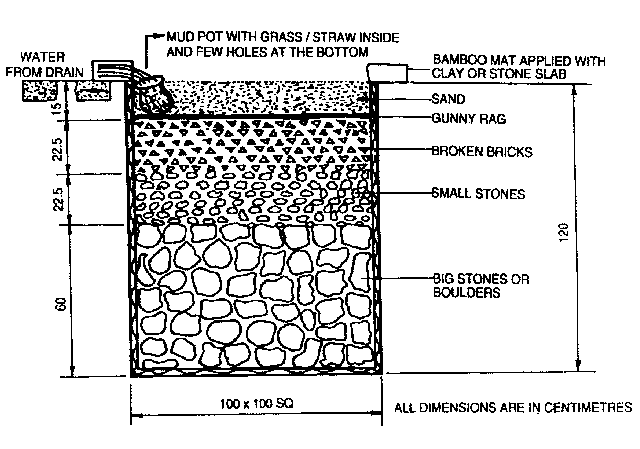 MUD POT WITH GRASS / STRAW INSIDE
AND FEW HOLES AT THE BOTTOM
WATER
FROM DRAIN
BAMBOO MAT APPLIED WITH
CLAY OR STONE SLAB
SAND
GUNNY RAG
BROKEN BRICKS
SMALL STONES
BIG STONES OR
BOULDERS
15
22.5
22.5
60
120
100 x 100 SQ
ALL DIMENSIONS ARE IN CENTIMETRES